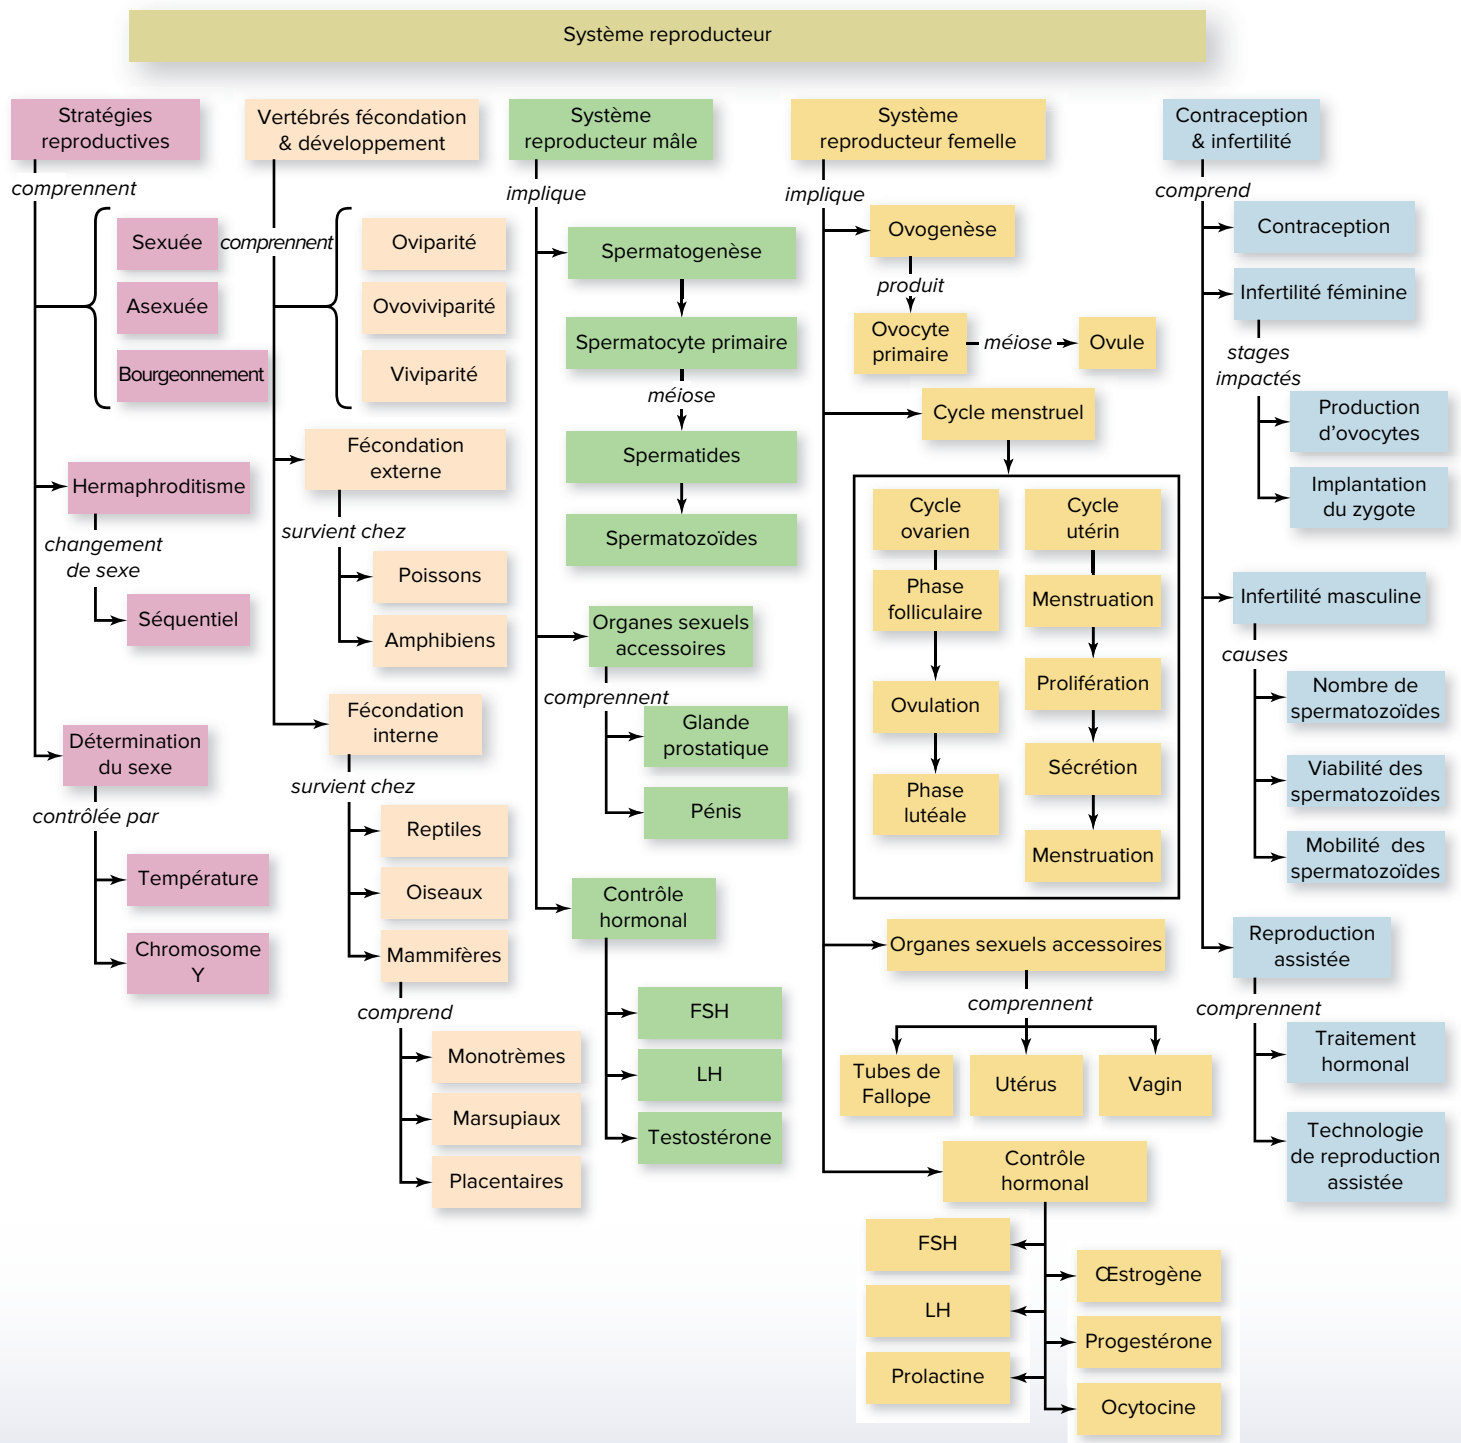 Système reproducteur
Stratégies
reproductives
comprennent
Sexuée
Asexuée
Bourgeonnement
Hermaphroditisme
changement
de sexe
Séquentiel
Détermination
du sexe
contrôlée par
Température
Chromosome
Y
Vertébrés fécondation
& développement
comprennent
Oviparité
Ovoviviparité
Viviparité
Fécondation
externe
survient chez
Poissons
Amphibiens
Fécondation
interne
survient chez
Reptiles
Oiseaux
Mammifères
comprend
Monotrèmes
Marsupiaux
Placentaires
Système
reproducteur mâle
implique
Spermatogenèse
Spermatocyte primaire
méiose
Spermatides
Spermatozoïdes
Organes sexuels
accessoires
comprennent
Glande
prostatique
Pénis
Contrôle
hormonal
FSH
LH
Testostérone
Système
reproducteur femelle
implique
Ovogenèse
produit
Ovocyte
primaire
méiose
Ovule
Cycle menstruel
Cycle
ovarien
Phase
folliculaire
Ovulation
Phase
lutéale
Cycle
utérin
Menstruation
Prolifération
Sécrétion
Menstruation
Organes sexuels accessoires
comprennent
Tubes de
Fallope
Utérus
Vagin
Contrôle
hormonal
FSH
LH
Prolactine
Œstrogène
Progestérone
Ocytocine
Contraception
& infertilité
comprend
Contraception
Infertilité féminine
stages
impactés
Production
d'ovocytes
Implantation
du zygote
Infertilité masculine
causes
Nombre de
spermatozoïdes
Viabilité des
spermatozoïdes
Mobilité des
spermatozoïdes
Reproduction
assistée
comprennent
Traitement
hormonal
Technologie
de reproduction
assistée